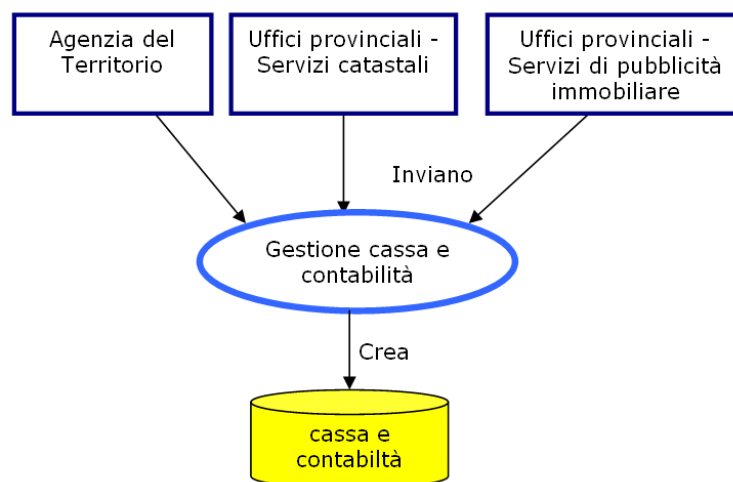 Agenzia del
Territorio
Uffici provinciali -
Servizi catastali
Uffici provinciali -
Servizi di pubblicità
immobiliare
Inviano
Gestione cassa e
contabilità
Crea
cassa e
contabiltà